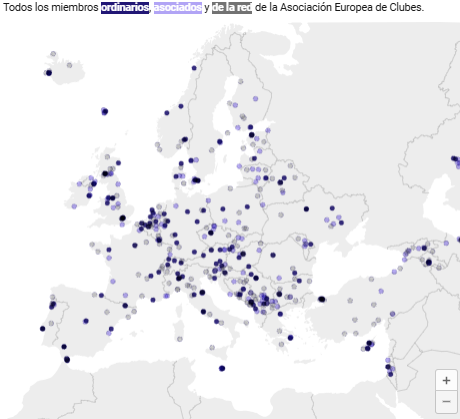 Todos los miembros ordinarios, asociados y de la red de la Asociación Europea de Clubes.
+
−